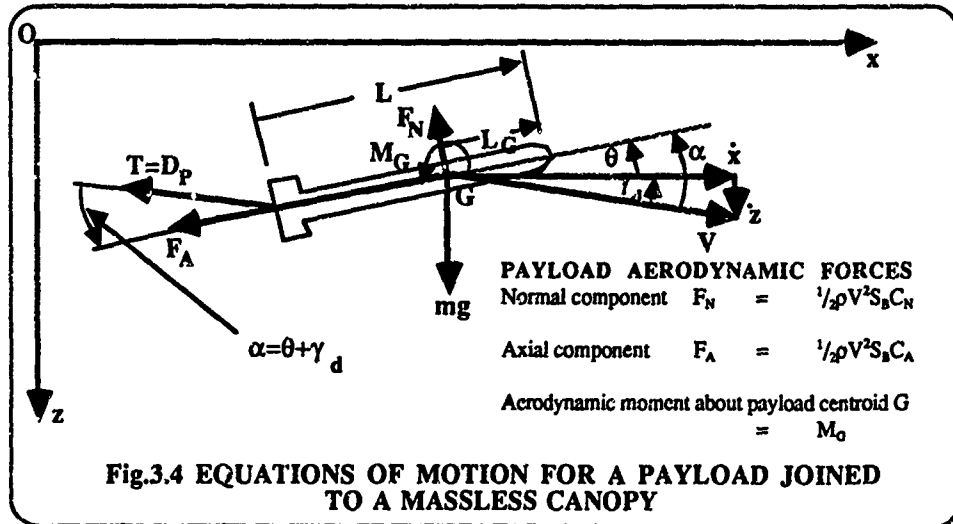 O
x
L
F_N
L_G
M_G
θ
α
ẋ
T=D_P
G
γ_d
ż
F_A
V
mg
α=θ+γ_d
z
PAYLOAD AERODYNAMIC FORCES
Normal component F_N = ¹/₂ρV²S_BC_N
Axial component F_A = ¹/₂ρV²S_BC_A
Aerodynamic moment about payload centroid G
= M_G
Fig.3.4 EQUATIONS OF MOTION FOR A PAYLOAD JOINED
TO A MASSLESS CANOPY